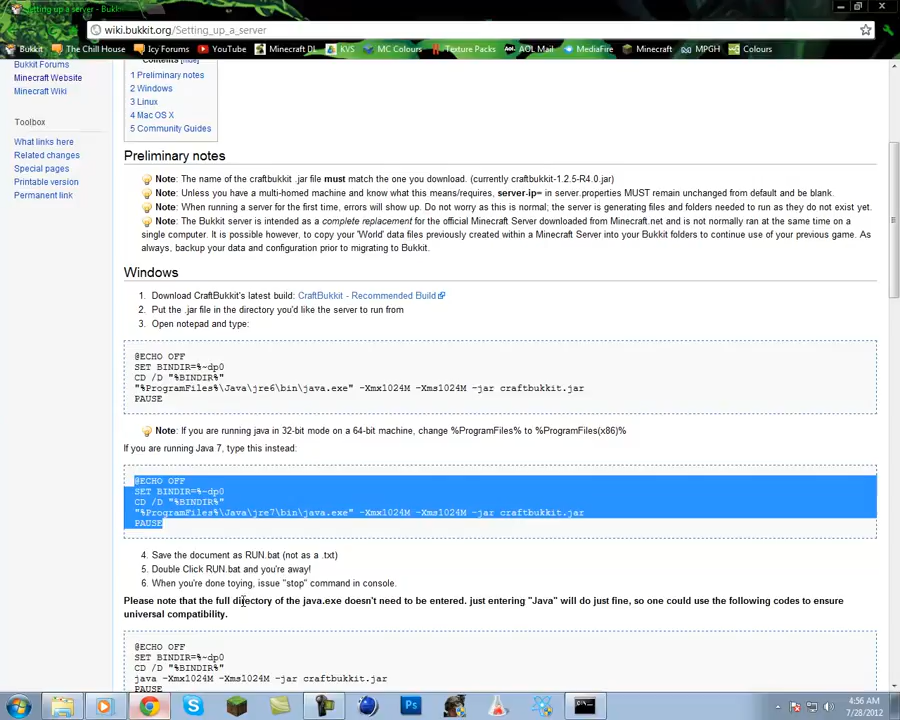 Setting up a server - Bukk
wiki.bukkit.org/Setting_up_a_server
Bukkit The Chill House Icy Forums YouTube Minecraft DL KVS MC Colours Texture Packs AOL Mail MediaFire Minecraft MPGH Colours
Bukkit Forums
Minecraft Website
Minecraft Wiki
Toolbox
What links here
Related changes
Special pages
Printable version
Permanent link
Contents [hide]
1 Preliminary notes
2 Windows
3 Linux
4 Mac OS X
5 Community Guides
Preliminary notes
Note: The name of the craftbukkit .jar file must match the one you download. (currently craftbukkit-1.2.5-R4.0.jar)
Note: Unless you have a multi-homed machine and know what this means/requires, server-ip= in server.properties MUST remain unchanged from default and be blank.
Note: When running a server for the first time, errors will show up. Do not worry as this is normal; the server is generating files and folders needed to run as they do not exist yet.
Note: The Bukkit server is intended as a complete replacement for the official Minecraft Server downloaded from Minecraft.net and is not normally ran at the same time on a
single computer. It is possible however, to copy your 'World' data files previously created within a Minecraft Server into your Bukkit folders to continue use of your previous game. As
always, backup your data and configuration prior to migrating to Bukkit.
Windows
1. Download CraftBukkit's latest build: CraftBukkit - Recommended Build
2. Put the .jar file in the directory you'd like the server to run from
3. Open notepad and type:
@ECHO OFF
SET BINDIR=%~dp0
CD /D "%BINDIR%"
"%ProgramFiles%\Java\jre6\bin\java.exe" -Xmx1024M -Xms1024M -jar craftbukkit.jar
PAUSE
Note: If you are running java in 32-bit mode on a 64-bit machine, change %ProgramFiles% to %ProgramFiles(x86)%
If you are running Java 7, type this instead:
@ECHO OFF
SET BINDIR=%~dp0
CD /D "%BINDIR%"
"%ProgramFiles%\Java\jre7\bin\java.exe" -Xmx1024M -Xms1024M -jar craftbukkit.jar
PAUSE
4. Save the document as RUN.bat (not as a .txt)
5. Double Click RUN.bat and you're away!
6. When you're done toying, issue "stop" command in console.
Please note that the full directory of the java.exe doesn't need to be entered. just entering "Java" will do just fine, so one could use the following codes to ensure
universal compatibility.
@ECHO OFF
SET BINDIR=%~dp0
CD /D "%BINDIR%"
java -Xmx1024M -Xms1024M -jar craftbukkit.jar
PAUSE
4:56 AM
7/28/2012